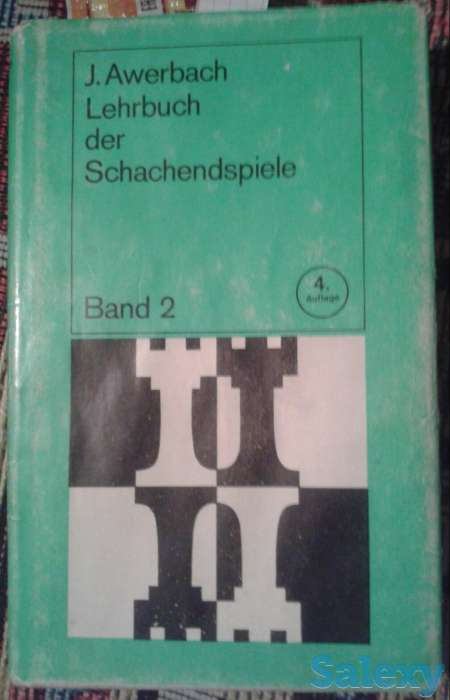 J. Awerbach
Lehrbuch
der
Schachendspiele
Band 2
4.
Auflage
Salexy